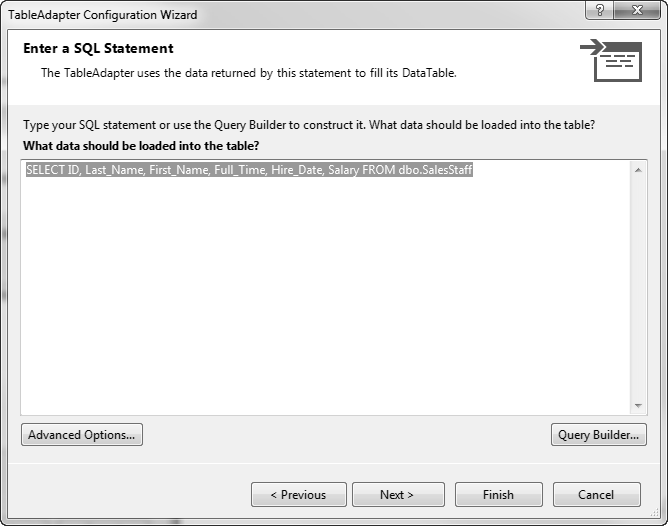 TableAdapter Configuration Wizard
?
Enter a SQL Statement
The TableAdapter uses the data returned by this statement to fill its DataTable.
Type your SQL statement or use the Query Builder to construct it. What data should be loaded into the table?
What data should be loaded into the table?
SELECT ID, Last_Name, First_Name, Full_Time, Hire_Date, Salary FROM dbo.SalesStaff
Advanced Options... Query Builder...
< Previous Next > Finish Cancel